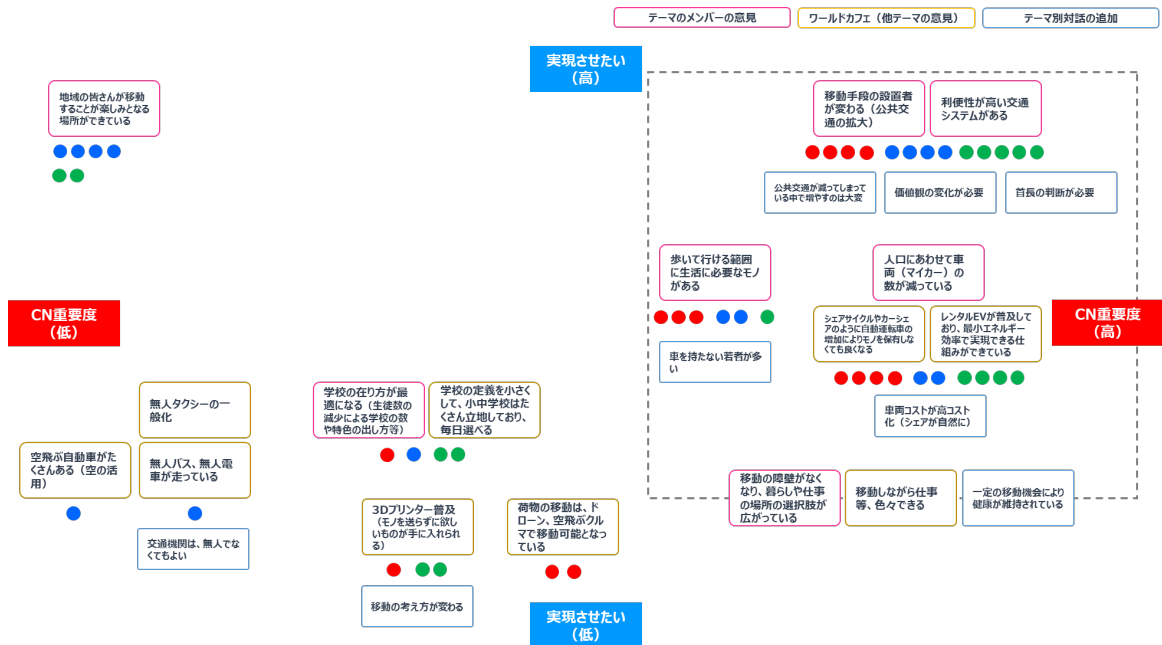 テーマのメンバーの意見
ワールドカフェ（他テーマの意見）
テーマ別対話の追加
実現させたい
（高）
地域の皆さんが移動
することが楽しみとなる
場所ができている
移動手段の設置者
が変わる（公共交
通の拡大）
利便性が高い交通
システムがある
公共交通が減ってしまって
いる中で増やすのは大変
価値観の変化が必要
首長の判断が必要
歩いて行ける範囲
に生活に必要なモノ
がある
人口にあわせて車
両（マイカー）の
数が減っている
CN重要度
（低）
CN重要度
（高）
シェアサイクルやカーシェ
アのように自動運転車の
増加によりモノを保有しな
くても良くなる
レンタルEVが普及して
おり、最小エネルギー
効率で実現できる仕
組みができている
車を持たない若者が多
い
車両コストが高コスト
化（シェアが自然に）
無人タクシーの一
般化
学校の在り方が最
適になる（生徒数の
減少による学校の数
や特色の出し方等）
学校の定義を小さく
して、小中学校はた
くさん立地しており、
毎日選べる
空飛ぶ自動車がた
くさんある（空の活
用）
無人バス、無人電
車が走っている
移動の障壁がなく
なり、暮らしや仕事
の場所の選択肢が
広がっている
移動しながら仕事
等、色々できる
一定の移動機会により
健康が維持されている
3Dプリンター普及
（モノを送らずに欲し
いものが手に入れられ
る）
荷物の移動は、ド
ローン、空飛ぶクル
マで移動可能となっ
ている
交通機関は、無人でな
くてもよい
移動の考え方が変わる
実現させたい
（低）